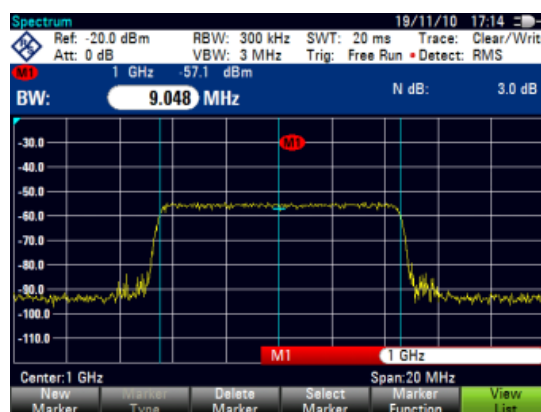 Spectrum 19/11/10 17:14
Ref: -20.0 dBm RBW: 300 kHz SWT: 20 ms Trace: Clear/Writ
Att: 0 dB VBW: 3 MHz Trig: Free Run • Detect: RMS
M1 1 GHz -57.1 dBm
BW: 9.048 MHz N dB: 3.0 dB
M1
-30.0
-40.0
-50.0
-60.0
-70.0
-80.0
-90.0
-100.0
-110.0
M1 1 GHz
Center:1 GHz Span:20 MHz
New Marker Delete Select Marker View
Marker Type Marker Marker Function List